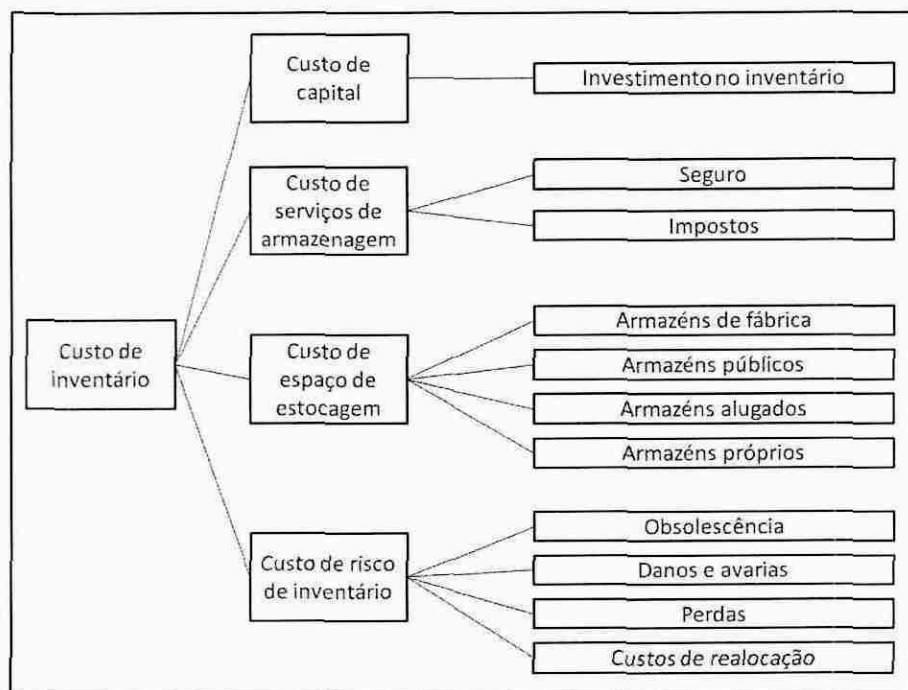 Custo de
inventário
Custo de
capital
Investimento no inventário
Custo de
serviços de
armazenagem
Seguro
Impostos
Custo de
espaço de
estocagem
Armazéns de fábrica
Armazéns públicos
Armazéns alugados
Armazéns próprios
Custo de risco
de inventário
Obsolescência
Danos e avarias
Perdas
Custos de realocação